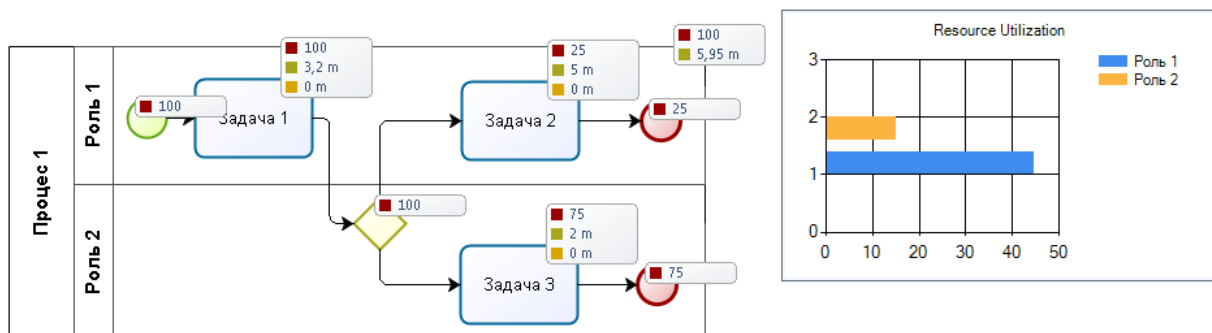 Процес 1
Роль 1
Роль 2
100
Задача 1
100
3,2 m
0 m
Задача 2
25
5 m
0 m
25
100
5,95 m
100
Задача 3
75
2 m
0 m
75
Resource Utilization
3
2
1
0
0
10
20
30
40
50
Роль 1
Роль 2